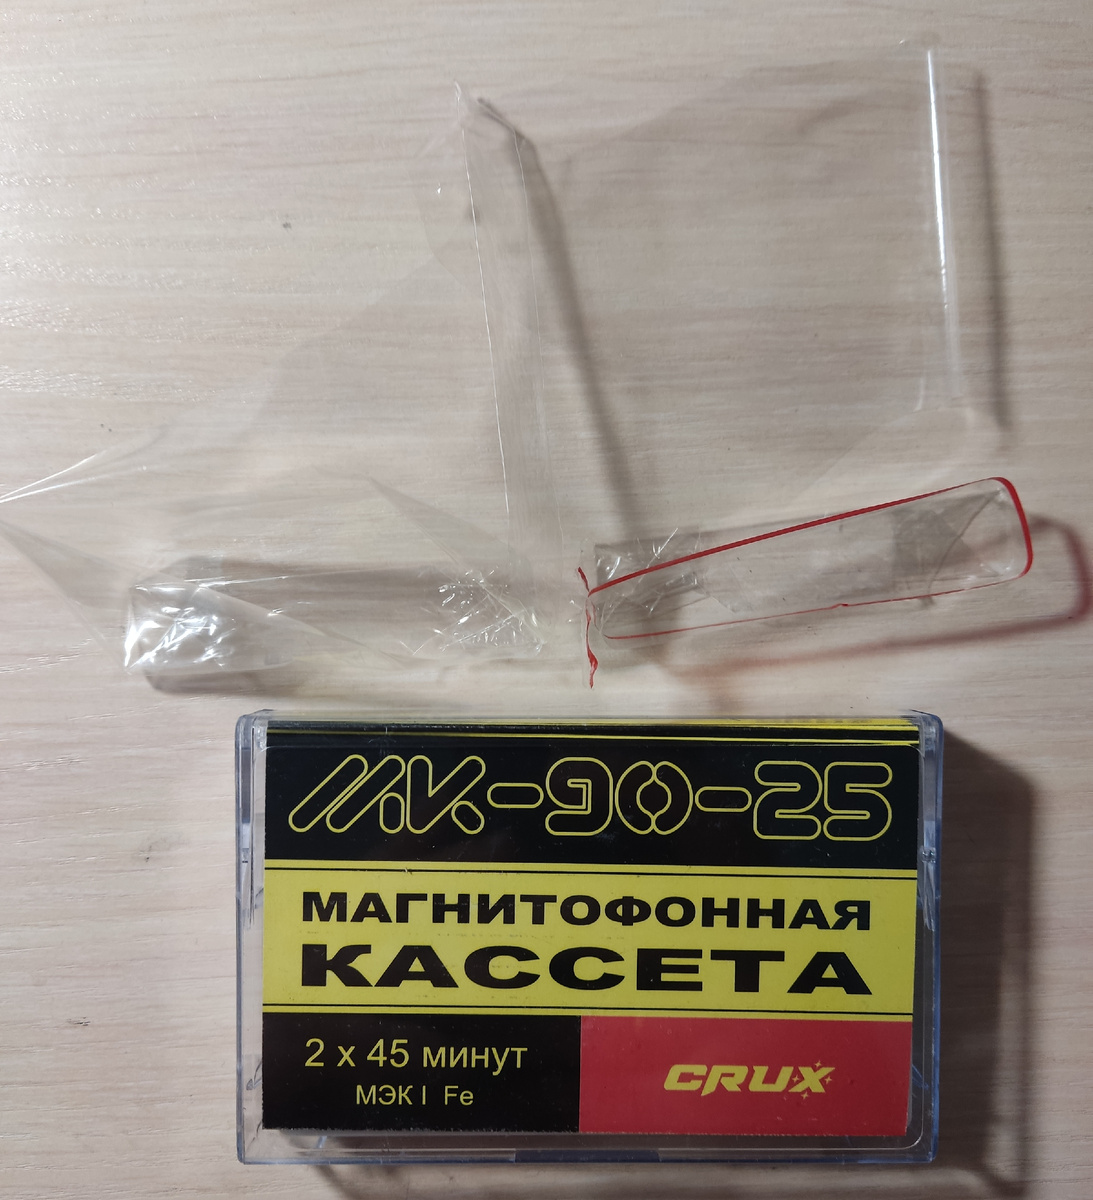 МК-90-25
МАГНИТОФОННАЯ
КАССЕТА
2 x 45 минут
МЭК I Fe
CRUX